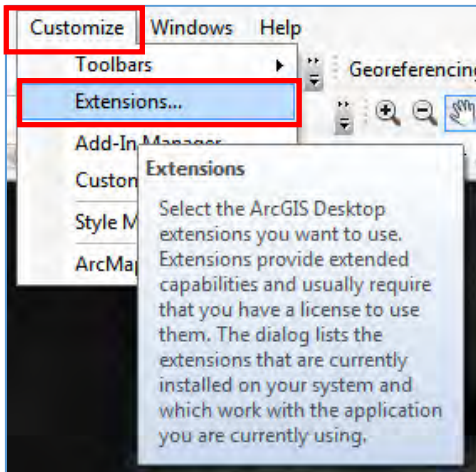 Customize Windows Help
Toolbars
Georeferencing
Extensions...
Add-In Manager
Extensions
Custom
Select the ArcGIS Desktop
Style M
extensions you want to use.
Extensions provide extended
ArcMa
capabilities and usually require
that you have a license to use
them. The dialog lists the
extensions that are currently
installed on your system and
which work with the application
you are currently using.